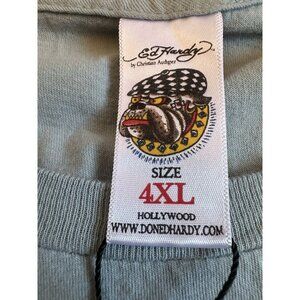 Ed Hardy
by Christian Audigier
SIZE
4XL
HOLLYWOOD
WWW.DONEDHARDY.COM